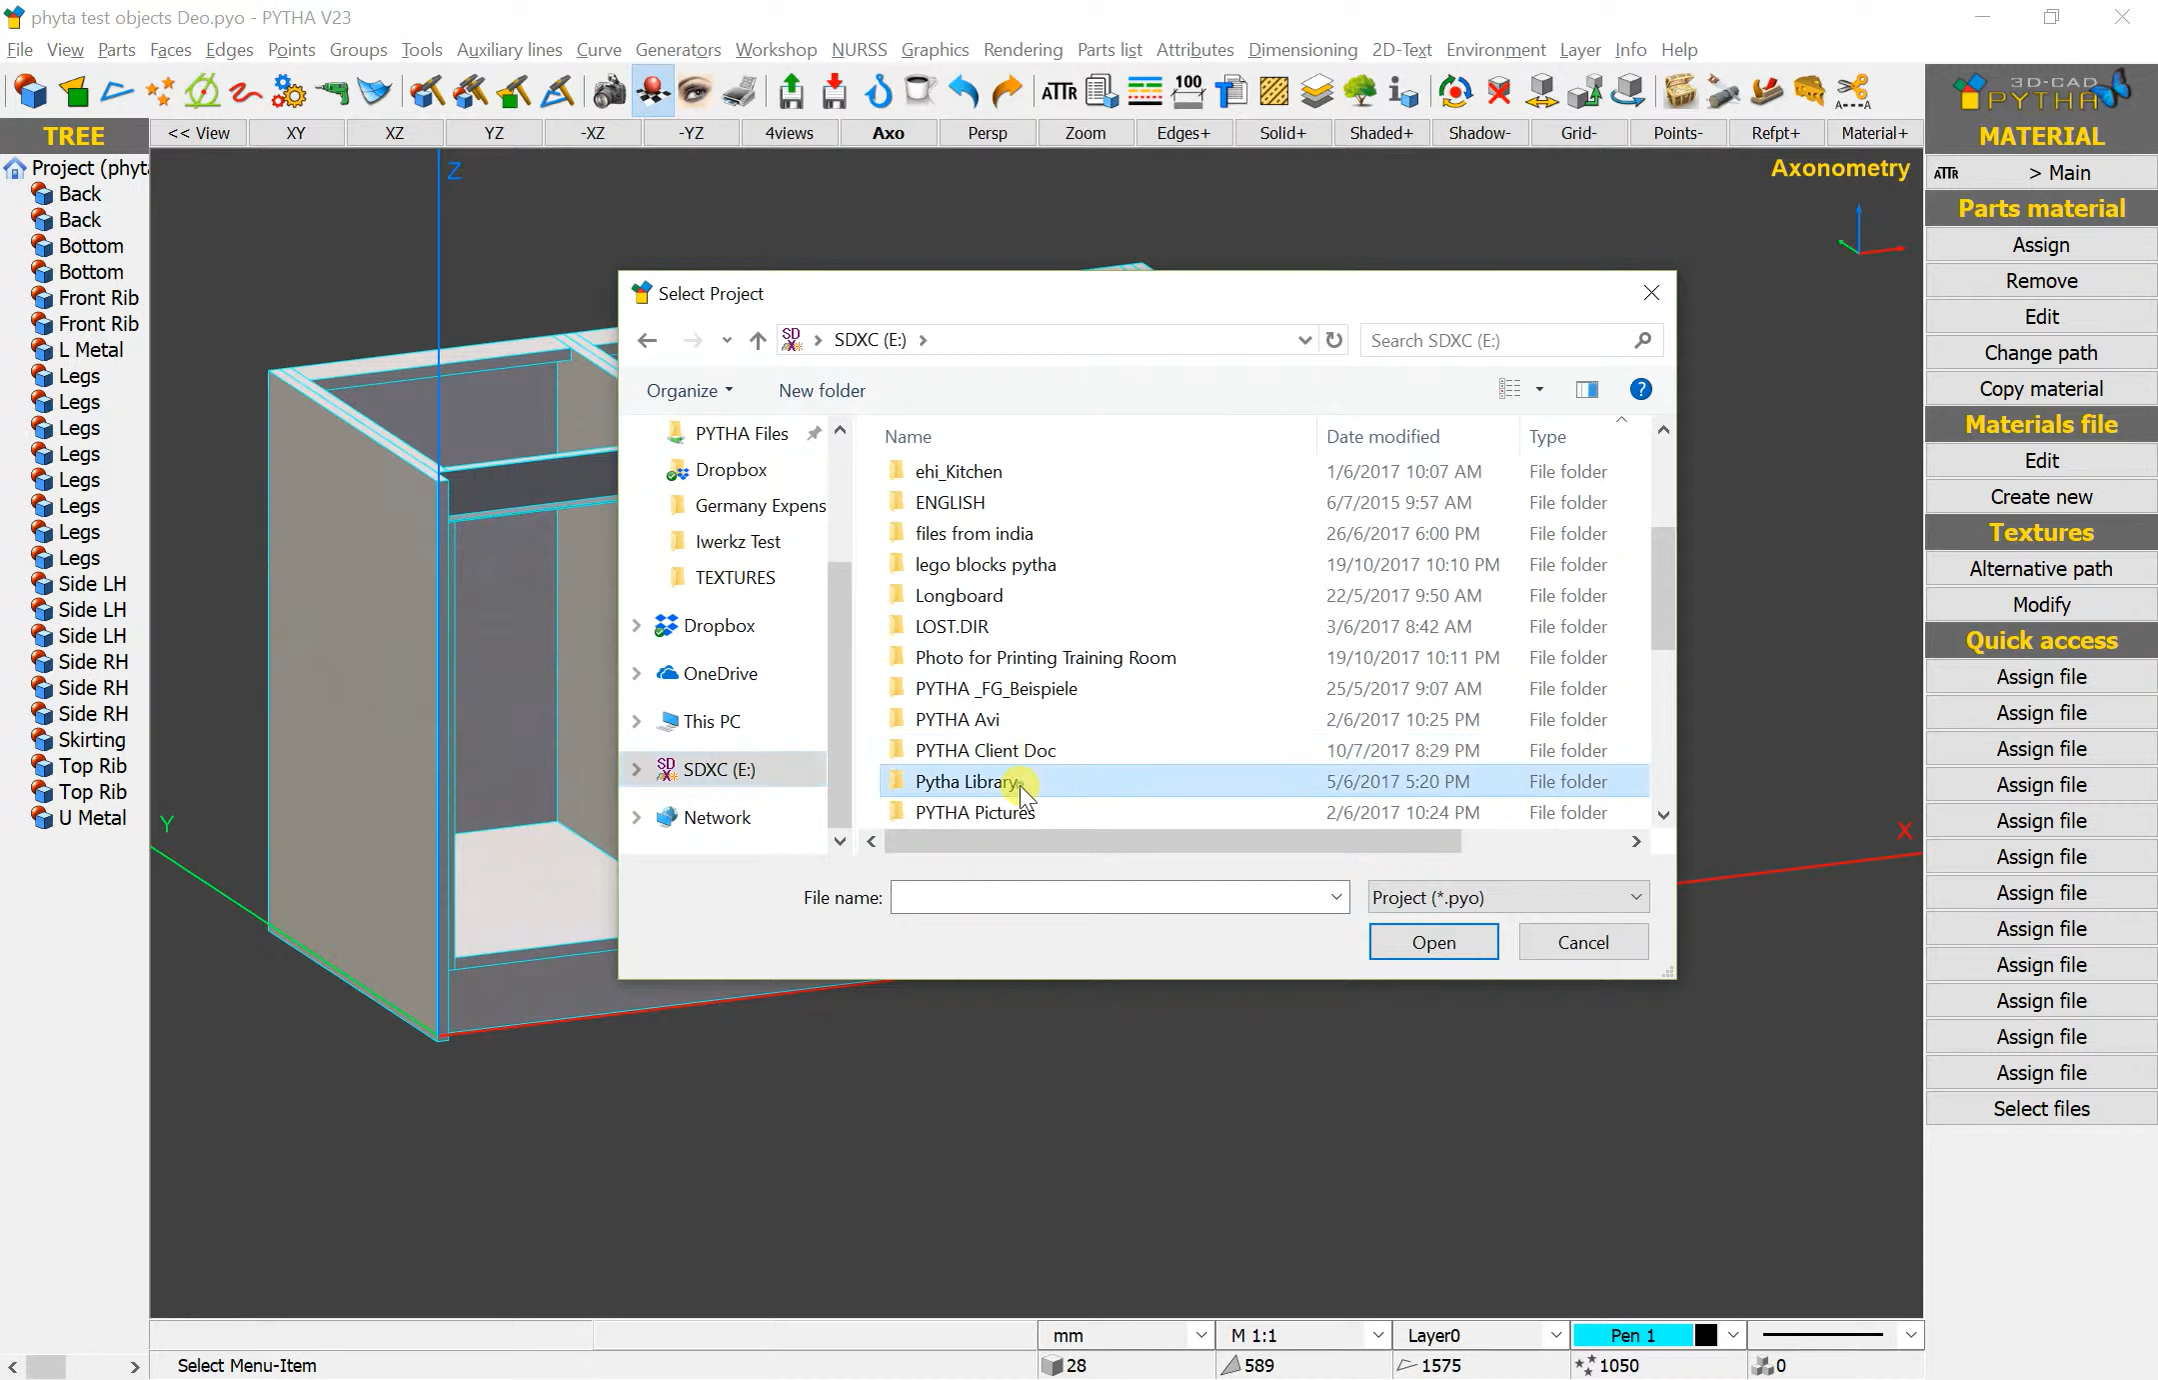 phyta test objects Deo.pyo - PYTHA V23
File View Parts Faces Edges Points Groups Tools Auxiliary lines Curve Generators Workshop NURSS Graphics Rendering Parts list Attributes Dimensioning 2D-Text Environment Layer Info Help
ATTR 100 A----A
3D-CAD
PYTHA
TREE
<< View XY XZ YZ -XZ -YZ 4views Axo Persp Zoom Edges+ Solid+ Shaded+ Shadow- Grid- Points- Refpt+ Material+
MATERIAL
Project (phyta
Back
Back
Bottom
Bottom
Front Rib
Front Rib
L Metal
Legs
Legs
Legs
Legs
Legs
Legs
Legs
Legs
Side LH
Side LH
Side LH
Side RH
Side RH
Side RH
Skirting
Top Rib
Top Rib
U Metal
Z
Axonometry
Y
X
Select Project
SDXC (E:)
Search SDXC (E:)
Organize
New folder
PYTHA Files
Dropbox
Germany Expens
Iwerkz Test
TEXTURES
Dropbox
OneDrive
This PC
SDXC (E:)
Network
Name Date modified Type
ehi_Kitchen 1/6/2017 10:07 AM File folder
ENGLISH 6/7/2015 9:57 AM File folder
files from india 26/6/2017 6:00 PM File folder
lego blocks pytha 19/10/2017 10:10 PM File folder
Longboard 22/5/2017 9:50 AM File folder
LOST.DIR 3/6/2017 8:42 AM File folder
Photo for Printing Training Room 19/10/2017 10:11 PM File folder
PYTHA _FG_Beispiele 25/5/2017 9:07 AM File folder
PYTHA Avi 2/6/2017 10:25 PM File folder
PYTHA Client Doc 10/7/2017 8:29 PM File folder
Pytha Library 5/6/2017 5:20 PM File folder
PYTHA Pictures 2/6/2017 10:24 PM File folder
File name:
Project (*.pyo)
Open
Cancel
ATTR > Main
Parts material
Assign
Remove
Edit
Change path
Copy material
Materials file
Edit
Create new
Textures
Alternative path
Modify
Quick access
Assign file
Assign file
Assign file
Assign file
Assign file
Assign file
Assign file
Assign file
Assign file
Assign file
Assign file
Assign file
Select files
mm M 1:1 Layer0 Pen 1
Select Menu-Item 28 589 1575 1050 0